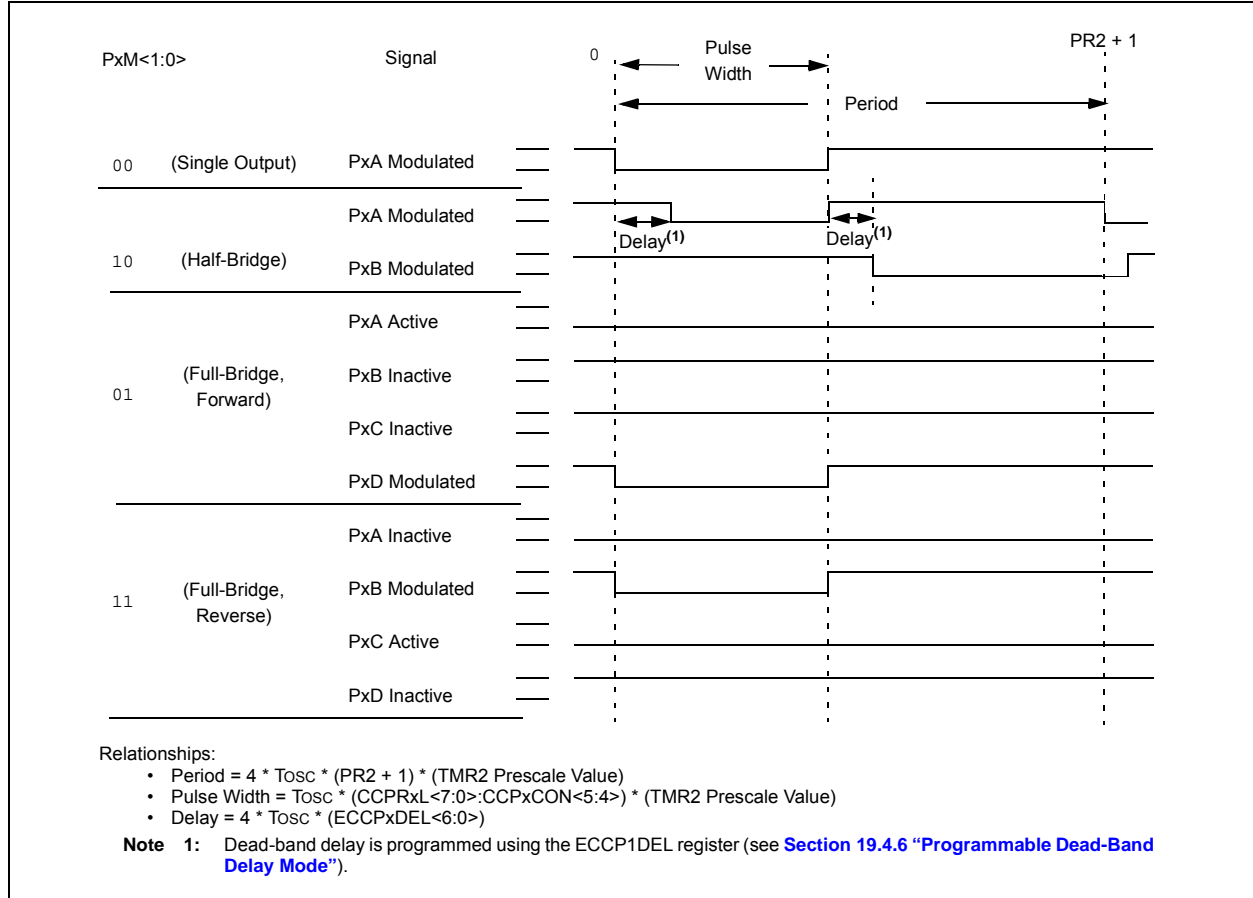 PxM<1:0>
Signal
0
Pulse
Width
PR2 + 1
Period
00
(Single Output)
PxA Modulated
PxA Modulated
Delay(1)
Delay(1)
10
(Half-Bridge)
PxB Modulated
PxA Active
01
(Full-Bridge,
Forward)
PxB Inactive
PxC Inactive
PxD Modulated
PxA Inactive
11
(Full-Bridge,
Reverse)
PxB Modulated
PxC Active
PxD Inactive
Relationships:
• Period = 4 * TOSC * (PR2 + 1) * (TMR2 Prescale Value)
• Pulse Width = TOSC * (CCPRxL<7:0>:CCPxCON<5:4>) * (TMR2 Prescale Value)
• Delay = 4 * TOSC * (ECCPxDEL<6:0>)
Note 1: Dead-band delay is programmed using the ECCP1DEL register (see Section 19.4.6 “Programmable Dead-Band
Delay Mode”).